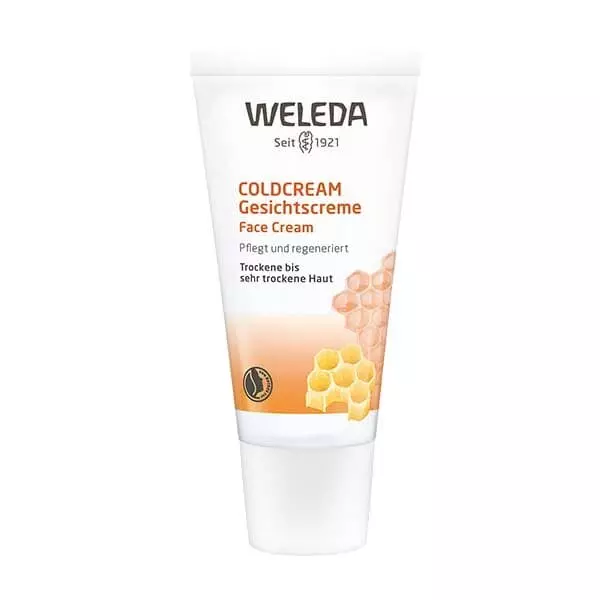 WELEDA
Seit 1921
COLDCREAM
Gesichtscreme
Face Cream
Pflegt und regeneriert
Trockene bis
sehr trockene Haut